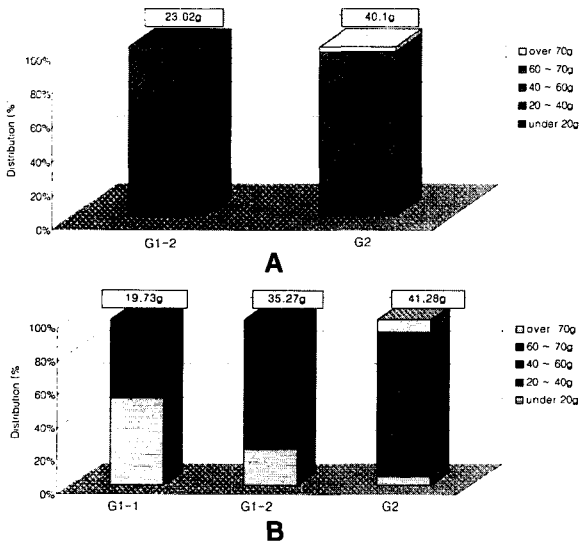 23.02g 40.1g
100%
80%
60%
40%
20%
0%
Distribution (%
over 70g
60 ~ 70g
40 ~ 60g
20 ~ 40g
under 20g
G1-2 G2
A
19.73g 35.27g 41.28g
100%
80%
60%
40%
20%
0%
Distribution (%
over 70g
60 ~ 70g
40 ~ 60g
20 ~ 40g
under 20g
G1-1 G1-2 G2
B